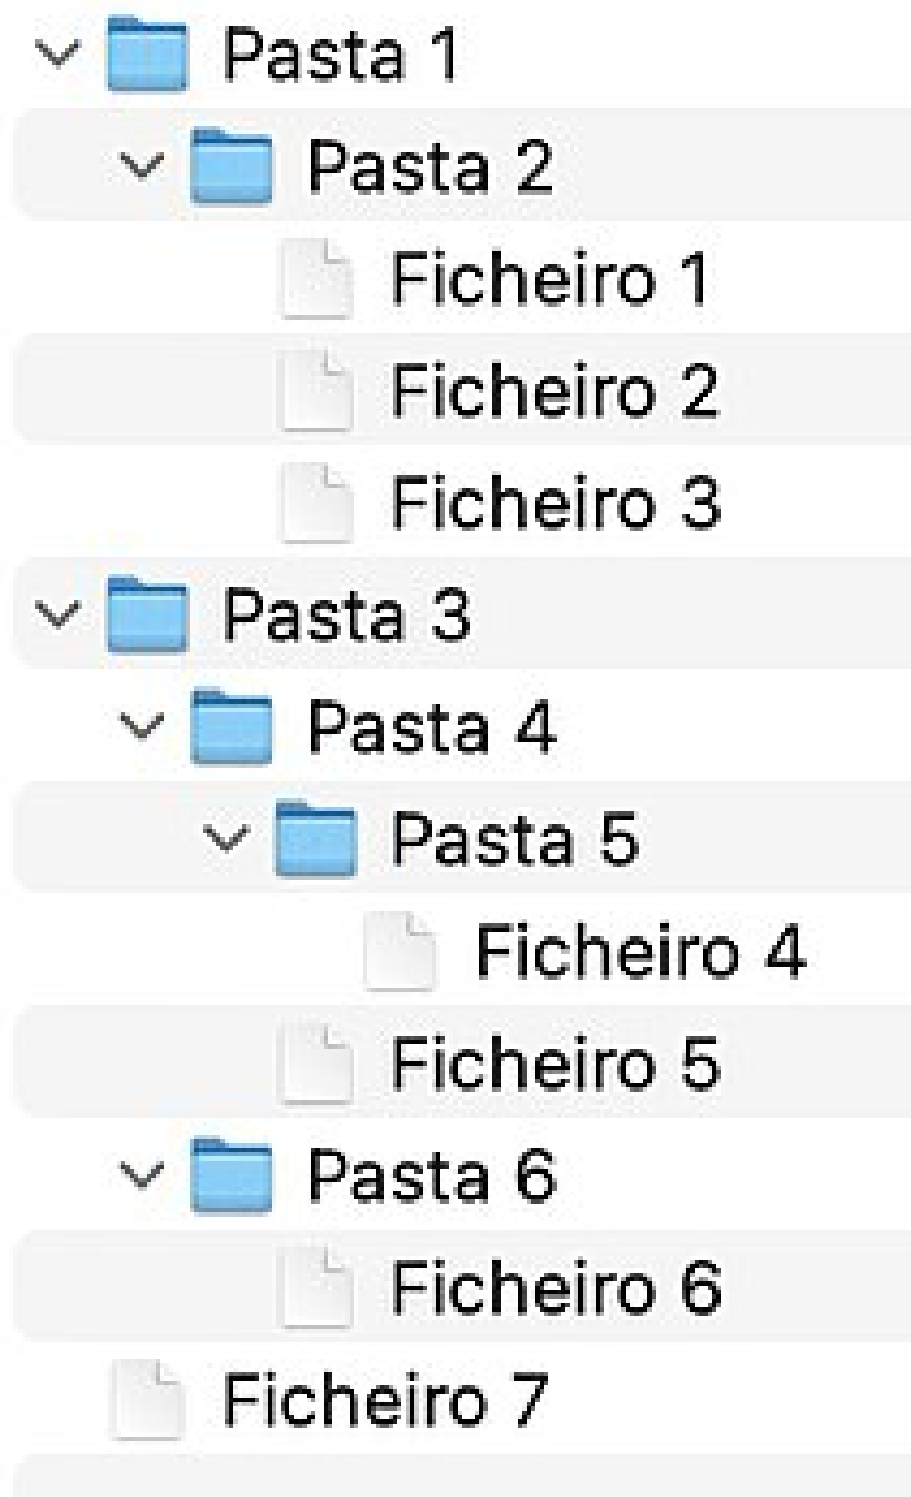 Pasta 1
Pasta 2
Ficheiro 1
Ficheiro 2
Ficheiro 3
Pasta 3
Pasta 4
Pasta 5
Ficheiro 4
Ficheiro 5
Pasta 6
Ficheiro 6
Ficheiro 7